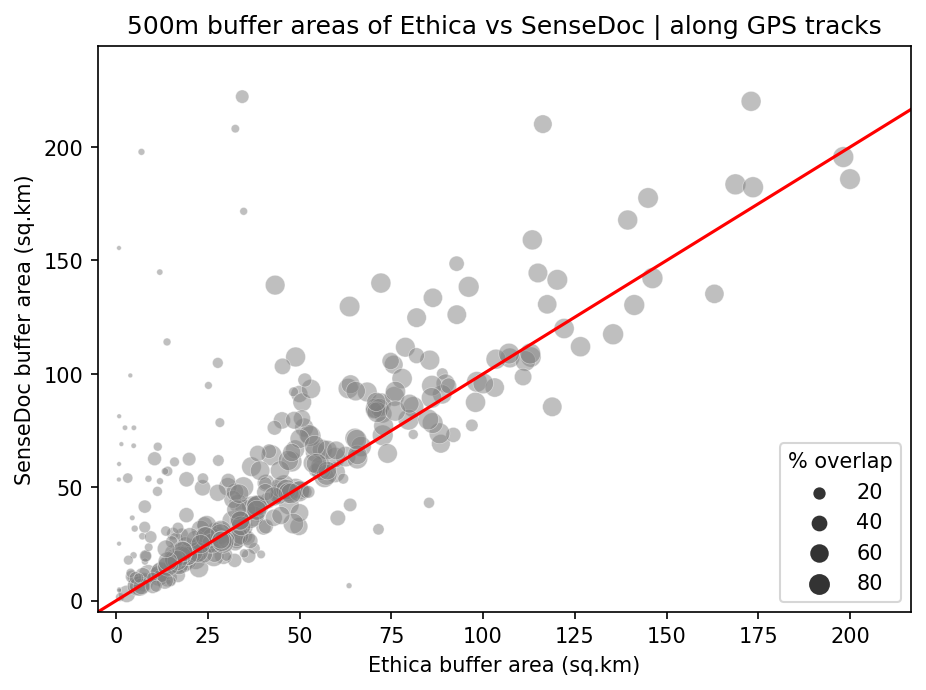 500m buffer areas of Ethica vs SenseDoc | along GPS tracks
SenseDoc buffer area (sq.km)
200
150
100
50
0
% overlap
20
40
60
80
0 25 50 75 100 125 150 175 200
Ethica buffer area (sq.km)